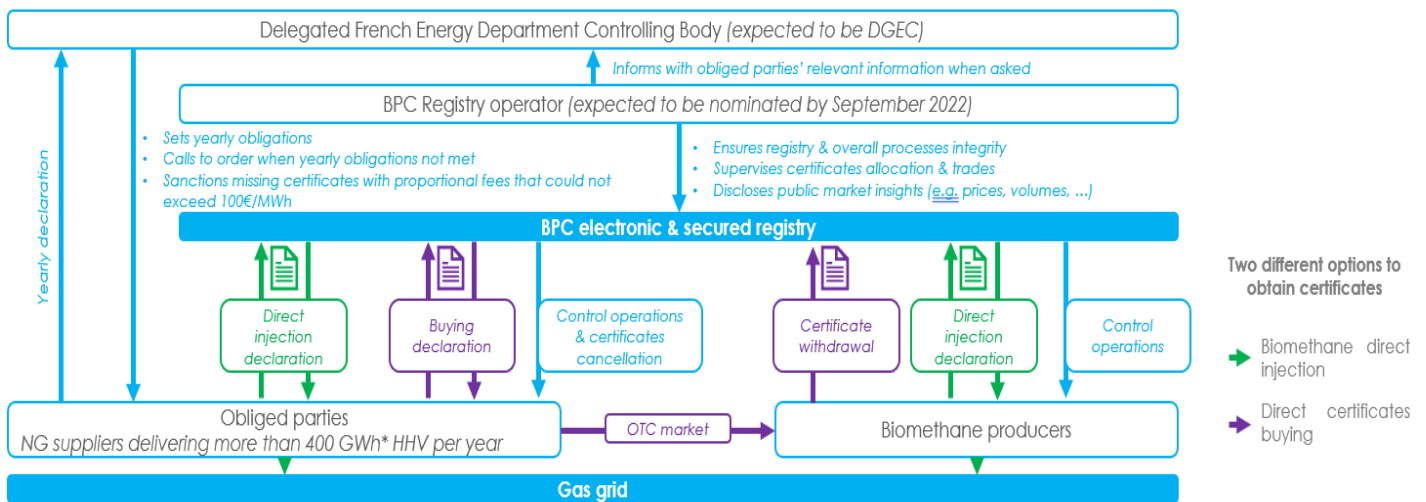 Delegated French Energy Department Controlling Body (expected to be DGEC)
Informs with obliged parties' relevant information when asked
BPC Registry operator (expected to be nominated by September 2022)
Yearly declaration
• Sets yearly obligations
• Calls to order when yearly obligations not met
• Sanctions missing certificates with proportional fees that could not
exceed 100€/MWh
• Ensures registry & overall processes integrity
• Supervises certificates allocation & trades
• Discloses public market insights (e.g. prices, volumes, ...)
BPC electronic & secured registry
Direct
injection
declaration
Buying
declaration
Control operations
& certificates
cancellation
Certificate
withdrawal
Direct
injection
declaration
Control
operations
Two different options to
obtain certificates
Biomethane direct
injection
Direct certificates
buying
Obliged parties
NG suppliers delivering more than 400 GWh* HHV per year
OTC market
Biomethane producers
Gas grid